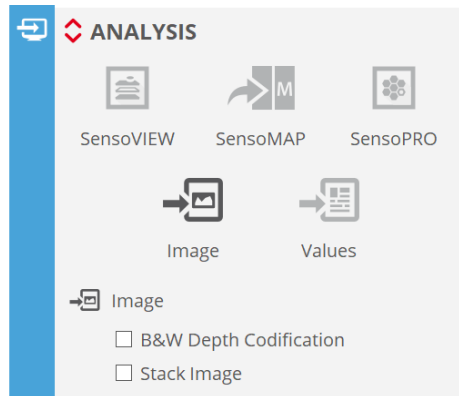 ANALYSIS
M
SensoVIEW SensoMAP SensoPRO
Image Values
Image
B&W Depth Codification
Stack Image